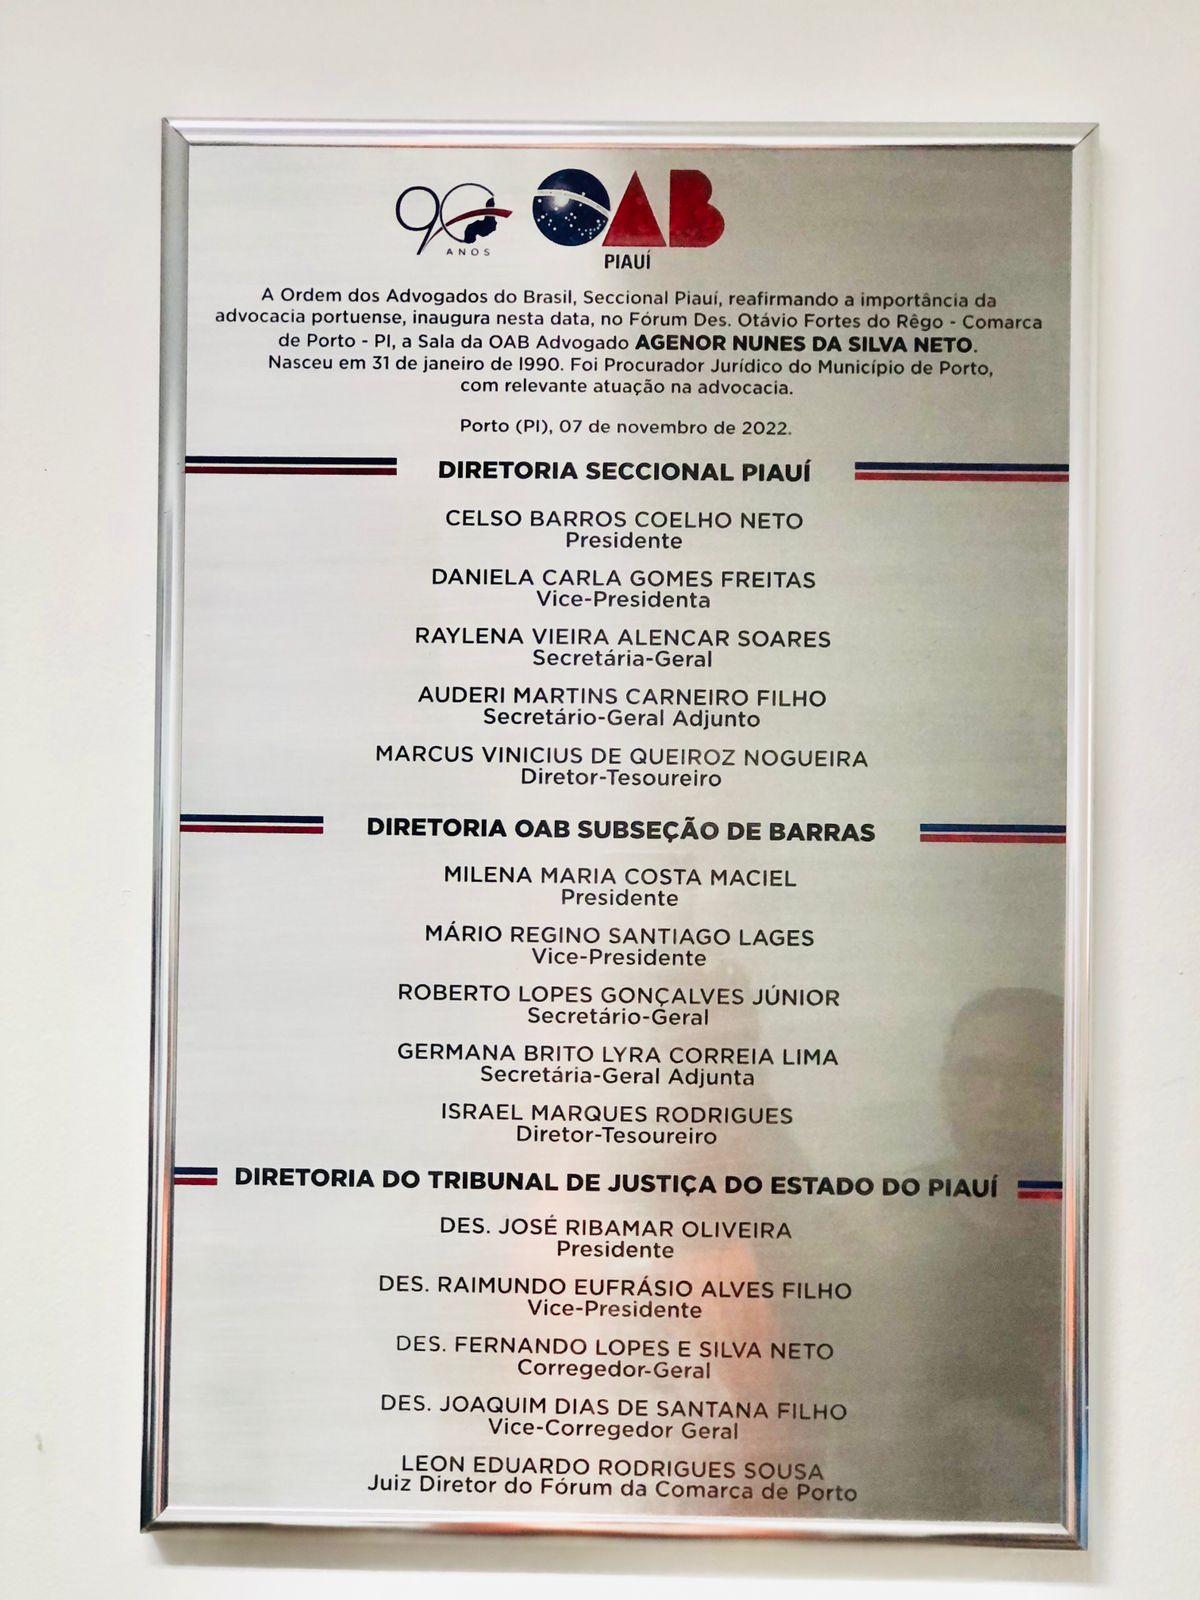 90
ANOS
OAB
PIAUÍ
A Ordem dos Advogados do Brasil, Seccional Piauí, reafirmando a importância da
advocacia portuense, inaugura nesta data, no Fórum Des. Otávio Fortes do Rêgo - Comarca
de Porto - PI, a Sala da OAB Advogado AGENOR NUNES DA SILVA NETO.
Nasceu em 31 de janeiro de 1990. Foi Procurador Jurídico do Município de Porto,
com relevante atuação na advocacia.
Porto (PI), 07 de novembro de 2022.
DIRETORIA SECCIONAL PIAUÍ
CELSO BARROS COELHO NETO
Presidente
DANIELA CARLA GOMES FREITAS
Vice-Presidenta
RAYLENA VIEIRA ALENCAR SOARES
Secretária-Geral
AUDERI MARTINS CARNEIRO FILHO
Secretário-Geral Adjunto
MARCUS VINICIUS DE QUEIROZ NOGUEIRA
Diretor-Tesoureiro
DIRETORIA OAB SUBSEÇÃO DE BARRAS
MILENA MARIA COSTA MACIEL
Presidente
MÁRIO REGINO SANTIAGO LAGES
Vice-Presidente
ROBERTO LOPES GONÇALVES JÚNIOR
Secretário-Geral
GERMANA BRITO LYRA CORREIA LIMA
Secretária-Geral Adjunta
ISRAEL MARQUES RODRIGUES
Diretor-Tesoureiro
DIRETORIA DO TRIBUNAL DE JUSTIÇA DO ESTADO DO PIAUÍ
DES. JOSÉ RIBAMAR OLIVEIRA
Presidente
DES. RAIMUNDO EUFRÁSIO ALVES FILHO
Vice-Presidente
DES. FERNANDO LOPES E SILVA NETO
Corregedor-Geral
DES. JOAQUIM DIAS DE SANTANA FILHO
Vice-Corregedor Geral
LEON EDUARDO RODRIGUES SOUSA
Juiz Diretor do Fórum da Comarca de Porto